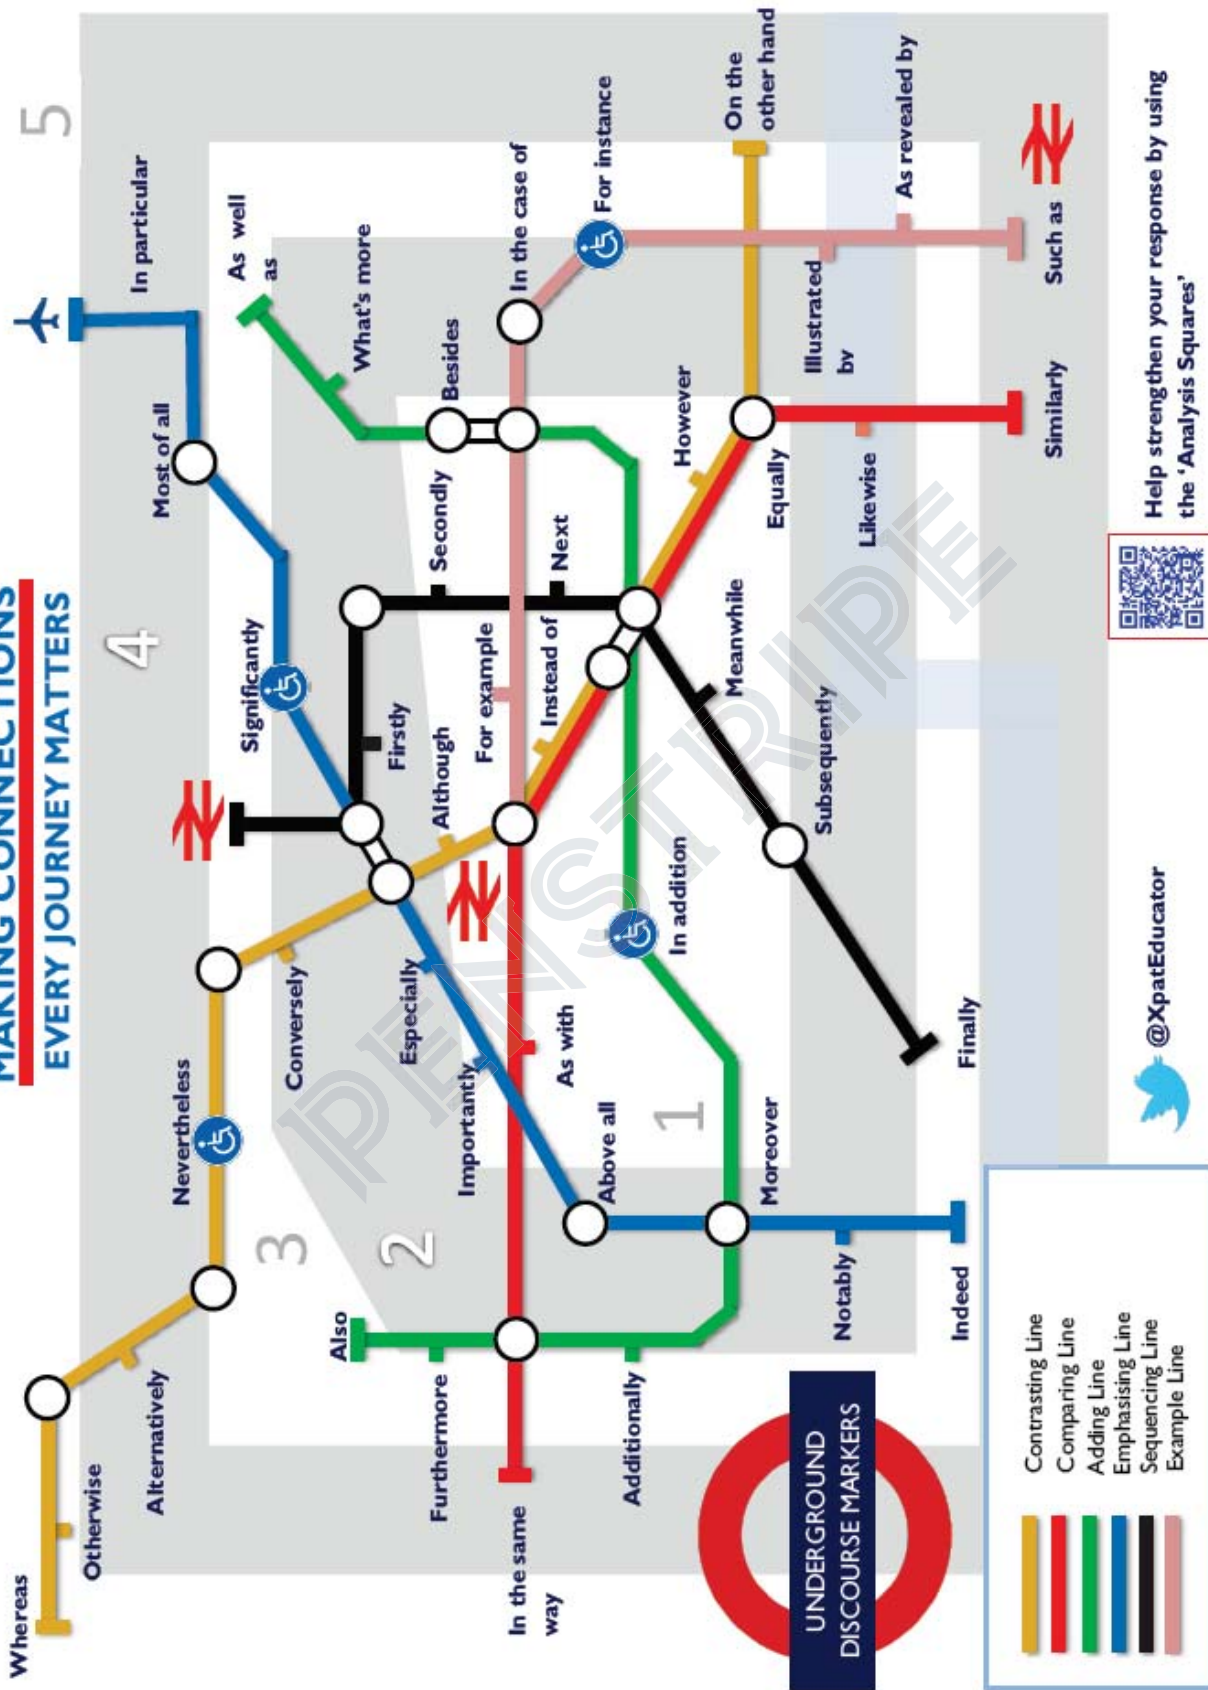 MAKING CONNECTIONS
EVERY JOURNEY MATTERS
5
4
3
2
1
Whereas
Otherwise
Alternatively
Nevertheless
Conversely
Although
Instead of
However
On the
other hand
In the same
way
As with
Equally
Likewise
Similarly
Also
Furthermore
Additionally
Moreover
In addition
Besides
What's more
As well
as
In particular
Most of all
Significantly
Especially
Importantly
Above all
Notably
Indeed
Firstly
Secondly
Next
Meanwhile
Subsequently
Finally
For example
In the case of
For instance
Illustrated
by
As revealed by
Such as
PENSTRIPE
UNDERGROUND
DISCOURSE MARKERS
Contrasting Line
Comparing Line
Adding Line
Emphasising Line
Sequencing Line
Example Line
@XpatEducator
Help strengthen your response by using
the 'Analysis Squares'